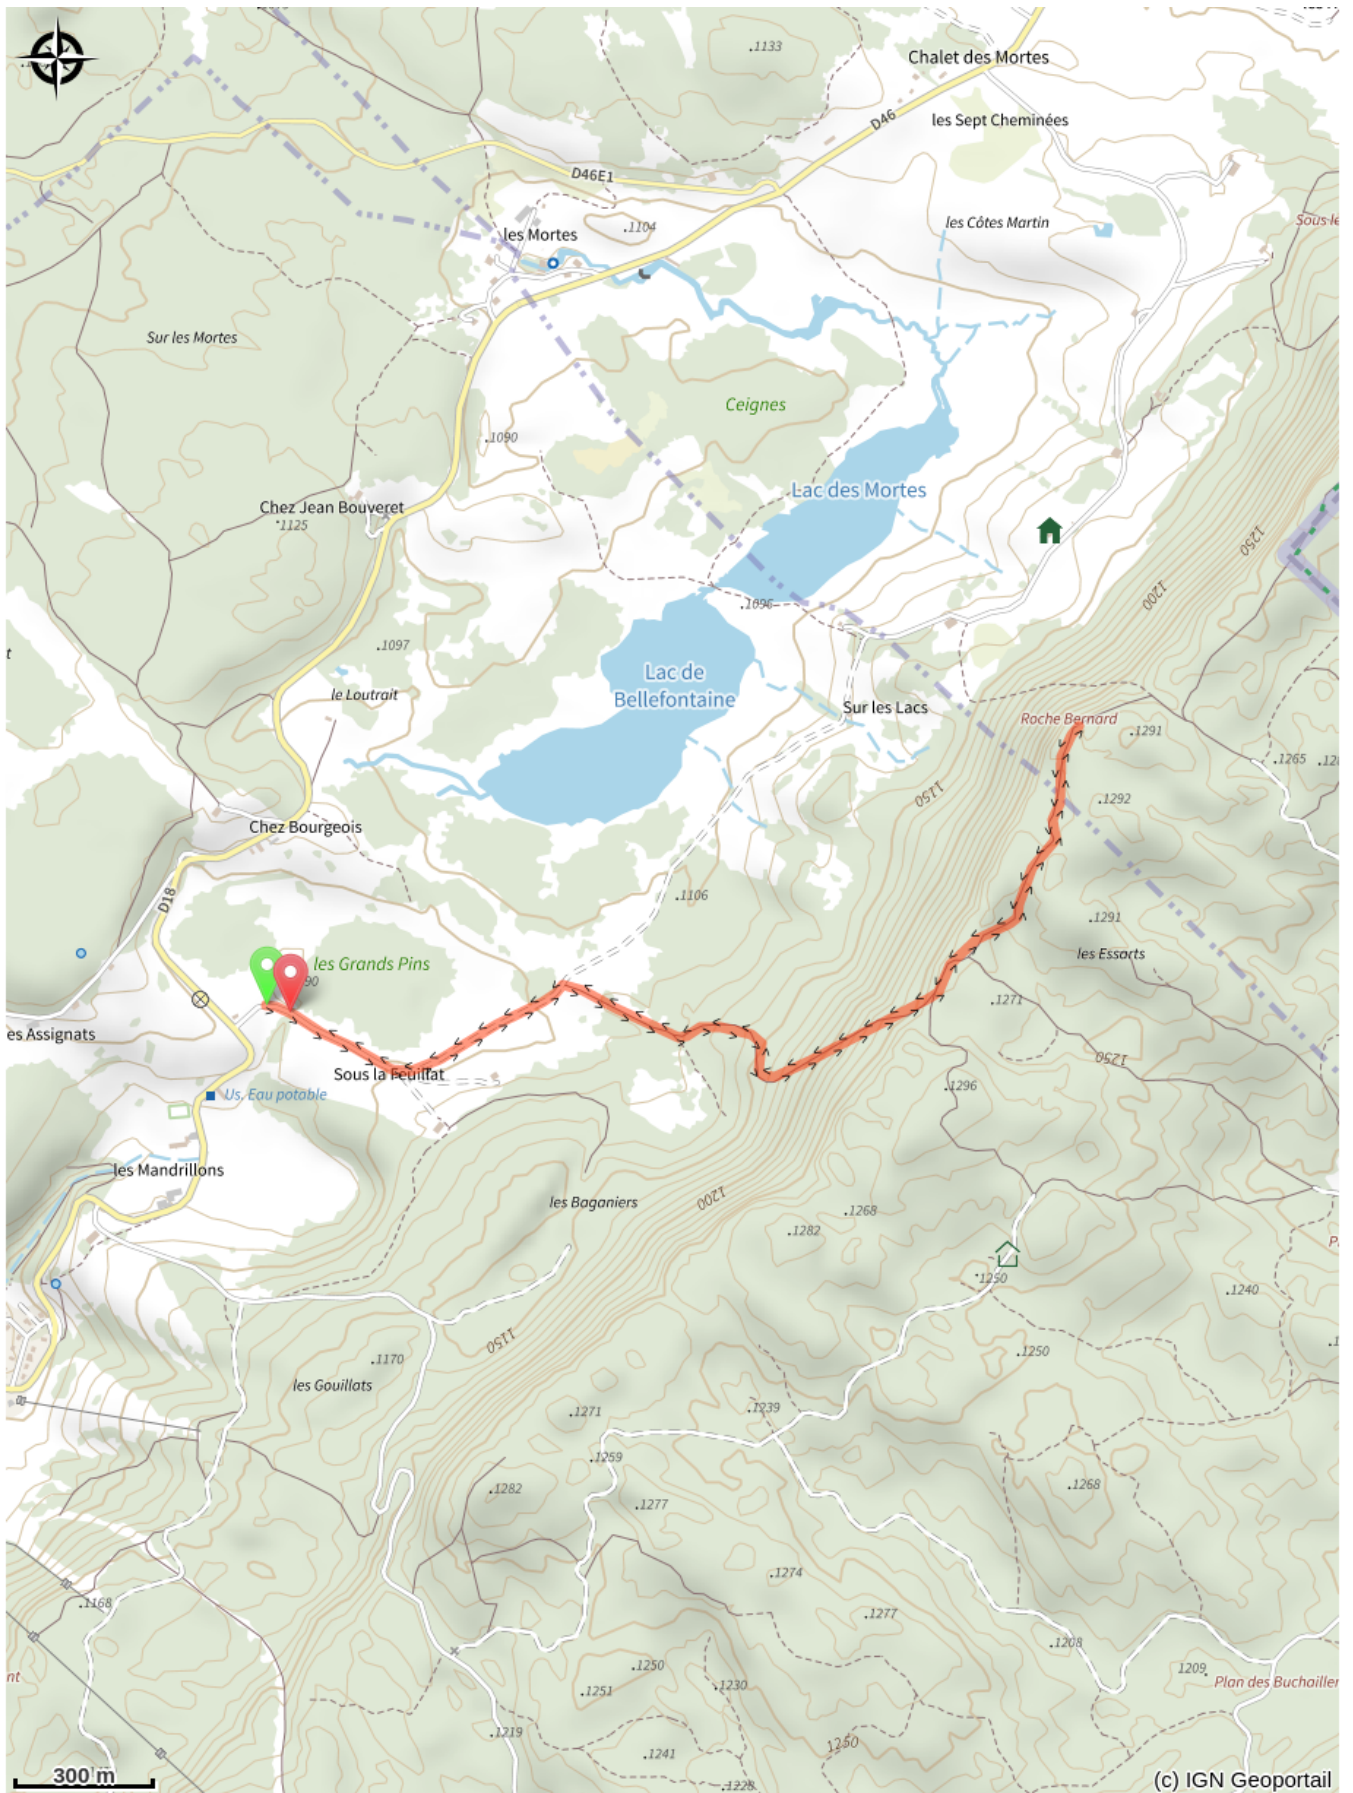 .1133
Chalet des Mortes
D46
les Sept Cheminées
D46E1
les Côtes Martin
Sous le
.1104
les Mortes
Sur les Mortes
Ceignes
.1090
Lac des Mortes
Chez Jean Bouveret
.1125
1250
1200
.1096
.1097
Lac de
Bellefontaine
le Loutrait
Sur les Lacs
Roche Bernard
.1291
.1265
1150
.1292
Chez Bourgeois
.1106
D18
.1291
les Essarts
les Grands Pins
90
.1271
es Assignats
Sous la Feuillat
1250
.1296
Us. Eau potable
les Mandrillons
les Baganiers
1200
.1268
.1282
.1250
.1240
1150
.1250
.1170
les Gouillats
.1271
.1239
.1259
.1282
.1277
.1268
.1274
.1168
.1277
.1208
.1250
1209.
nt
.1251
.1230
Plan des Buchailler
.1219
.1241
1250
.1228
300 m
(c) IGN Geoportail